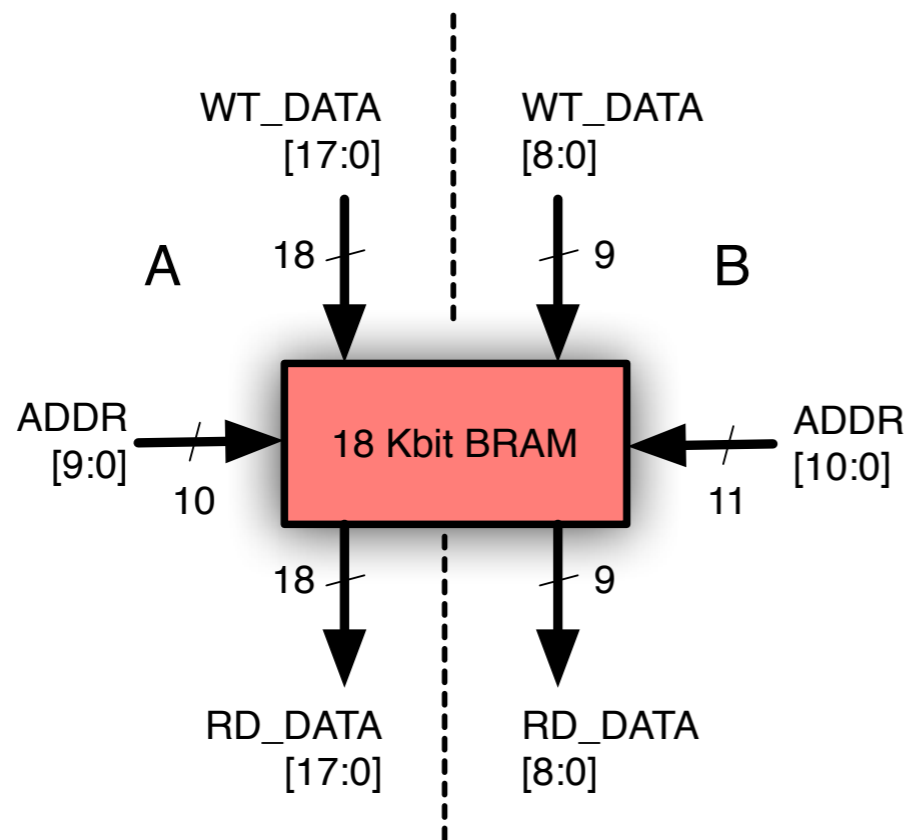 WT_DATA
[17:0]
WT_DATA
[8:0]
18
9
A
B
ADDR
[9:0]
10
18 Kbit BRAM
ADDR
[10:0]
11
18
9
RD_DATA
[17:0]
RD_DATA
[8:0]